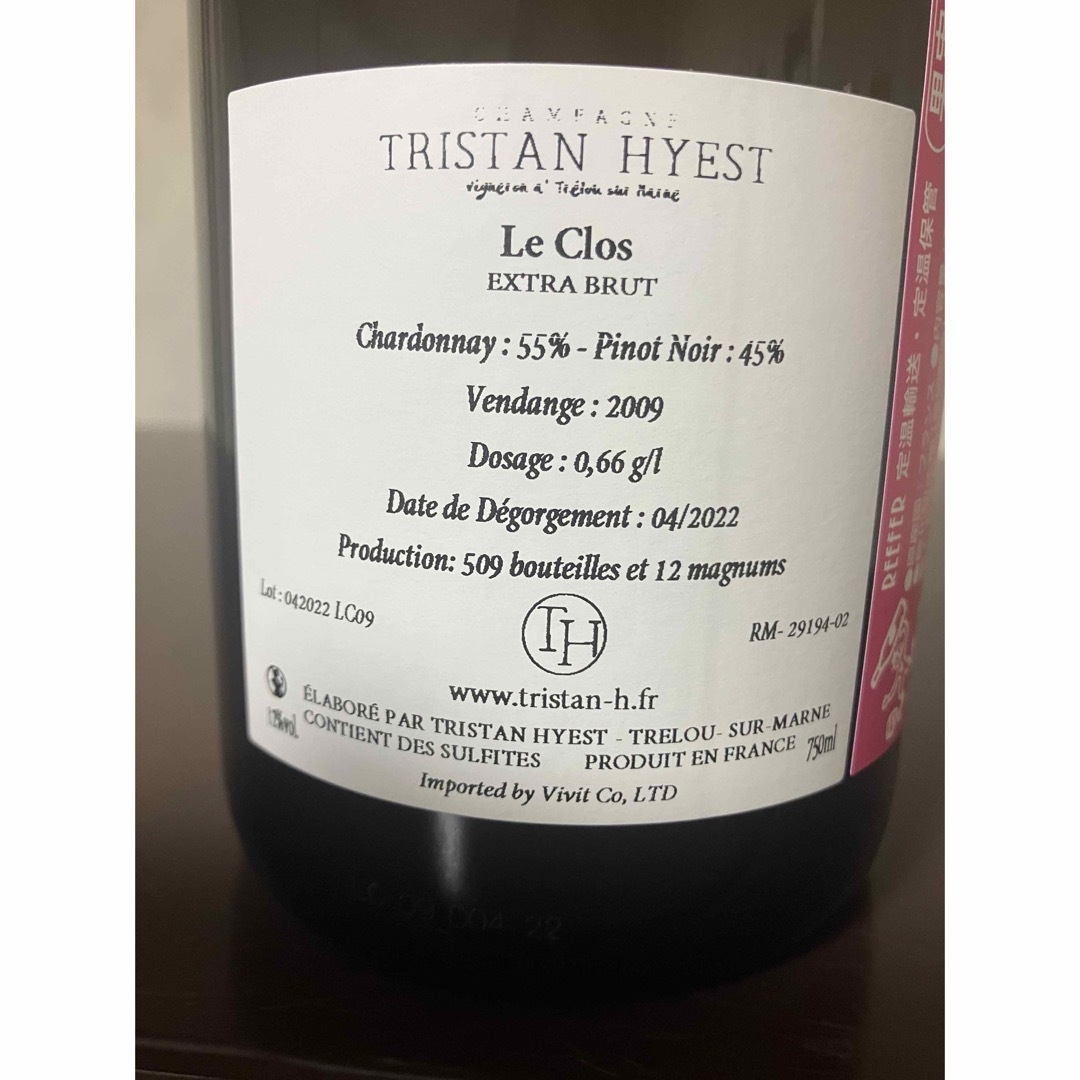 CHAMPAGNE
TRISTAN HYEST
Vigneron à Trélou sur Marne
Le Clos
EXTRA BRUT
Chardonnay : 55% - Pinot Noir : 45%
Vendange : 2009
Dosage : 0,66 g/l
Date de Dégorgement : 04/2022
Production: 509 bouteilles et 12 magnums
Lot : 042022 LC09
TH
RM- 29194-02
www.tristan-h.fr
ÉLABORÉ PAR TRISTAN HYEST - TRELOU- SUR-MARNE
12%vol. CONTIENT DES SULFITES PRODUIT EN FRANCE 750ml
Imported by Vivit Co, LTD
REEFER 定温輸送・定温保管